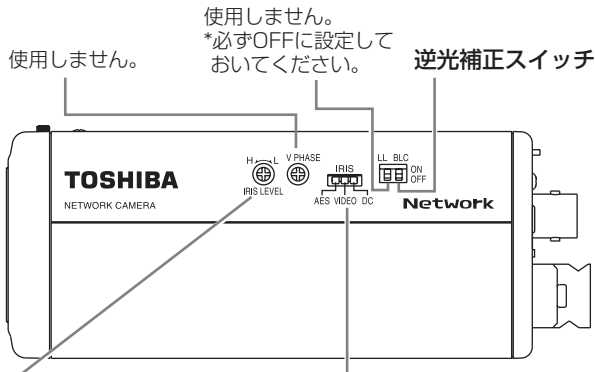 使用しません。
*必ずOFFに設定して
おいてください。
使用しません。
逆光補正スイッチ
H L
V PHASE
IRIS LEVEL
IRIS
AES VIDEO DC
LL BLC
ON
OFF
TOSHIBA
NETWORK CAMERA
Network